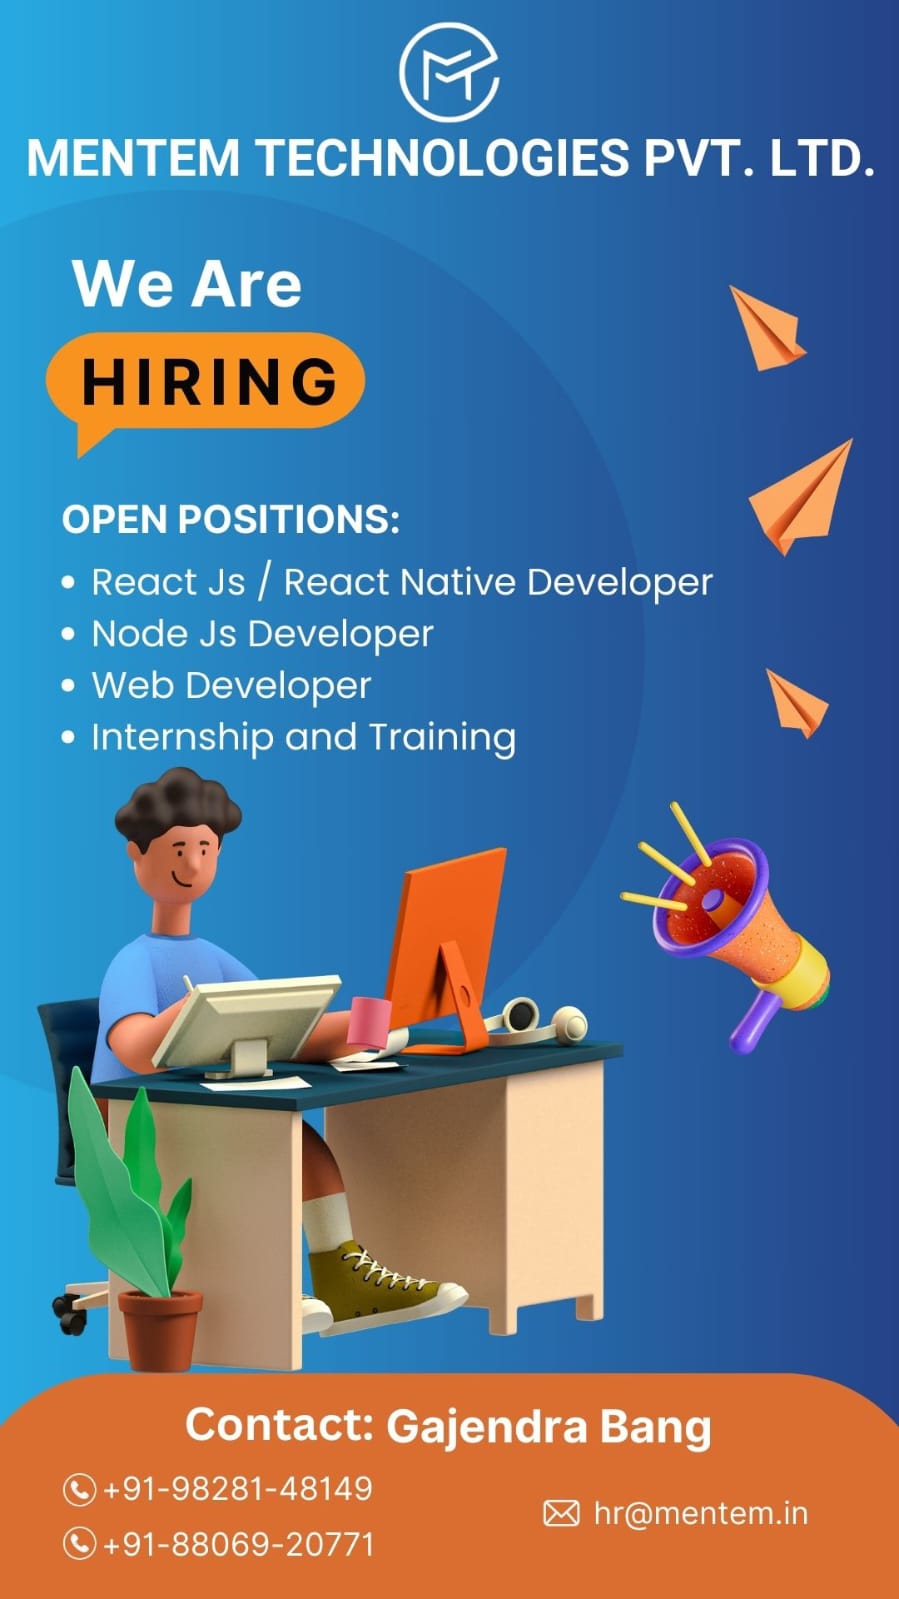 MENTEM TECHNOLOGIES PVT. LTD.
We Are
HIRING
OPEN POSITIONS:
• React Js / React Native Developer
• Node Js Developer
• Web Developer
• Internship and Training
Contact: Gajendra Bang
+91-98281-48149
+91-88069-20771
hr@mentem.in